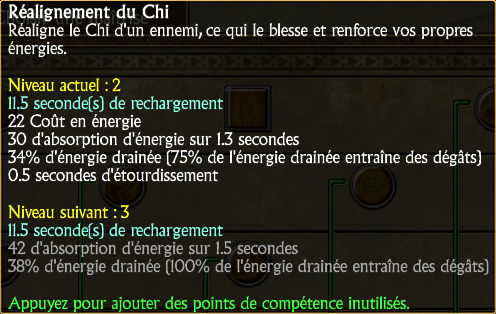 Réalignement du Chi
Réaligne le Chi d'un ennemi, ce qui le blesse et renforce vos propres
énergies.
Niveau actuel : 2
11.5 seconde(s) de rechargement
22 Coût en énergie
30 d'absorption d'énergie sur 1.3 secondes
34% d'énergie drainée (75% de l'énergie drainée entraîne des dégâts)
0.5 secondes d'étourdissement
Niveau suivant : 3
11.5 seconde(s) de rechargement
42 d'absorption d'énergie sur 1.5 secondes
38% d'énergie drainée (100% de l'énergie drainée entraîne des dégâts)
Appuyez pour ajouter des points de compétence inutilisés.